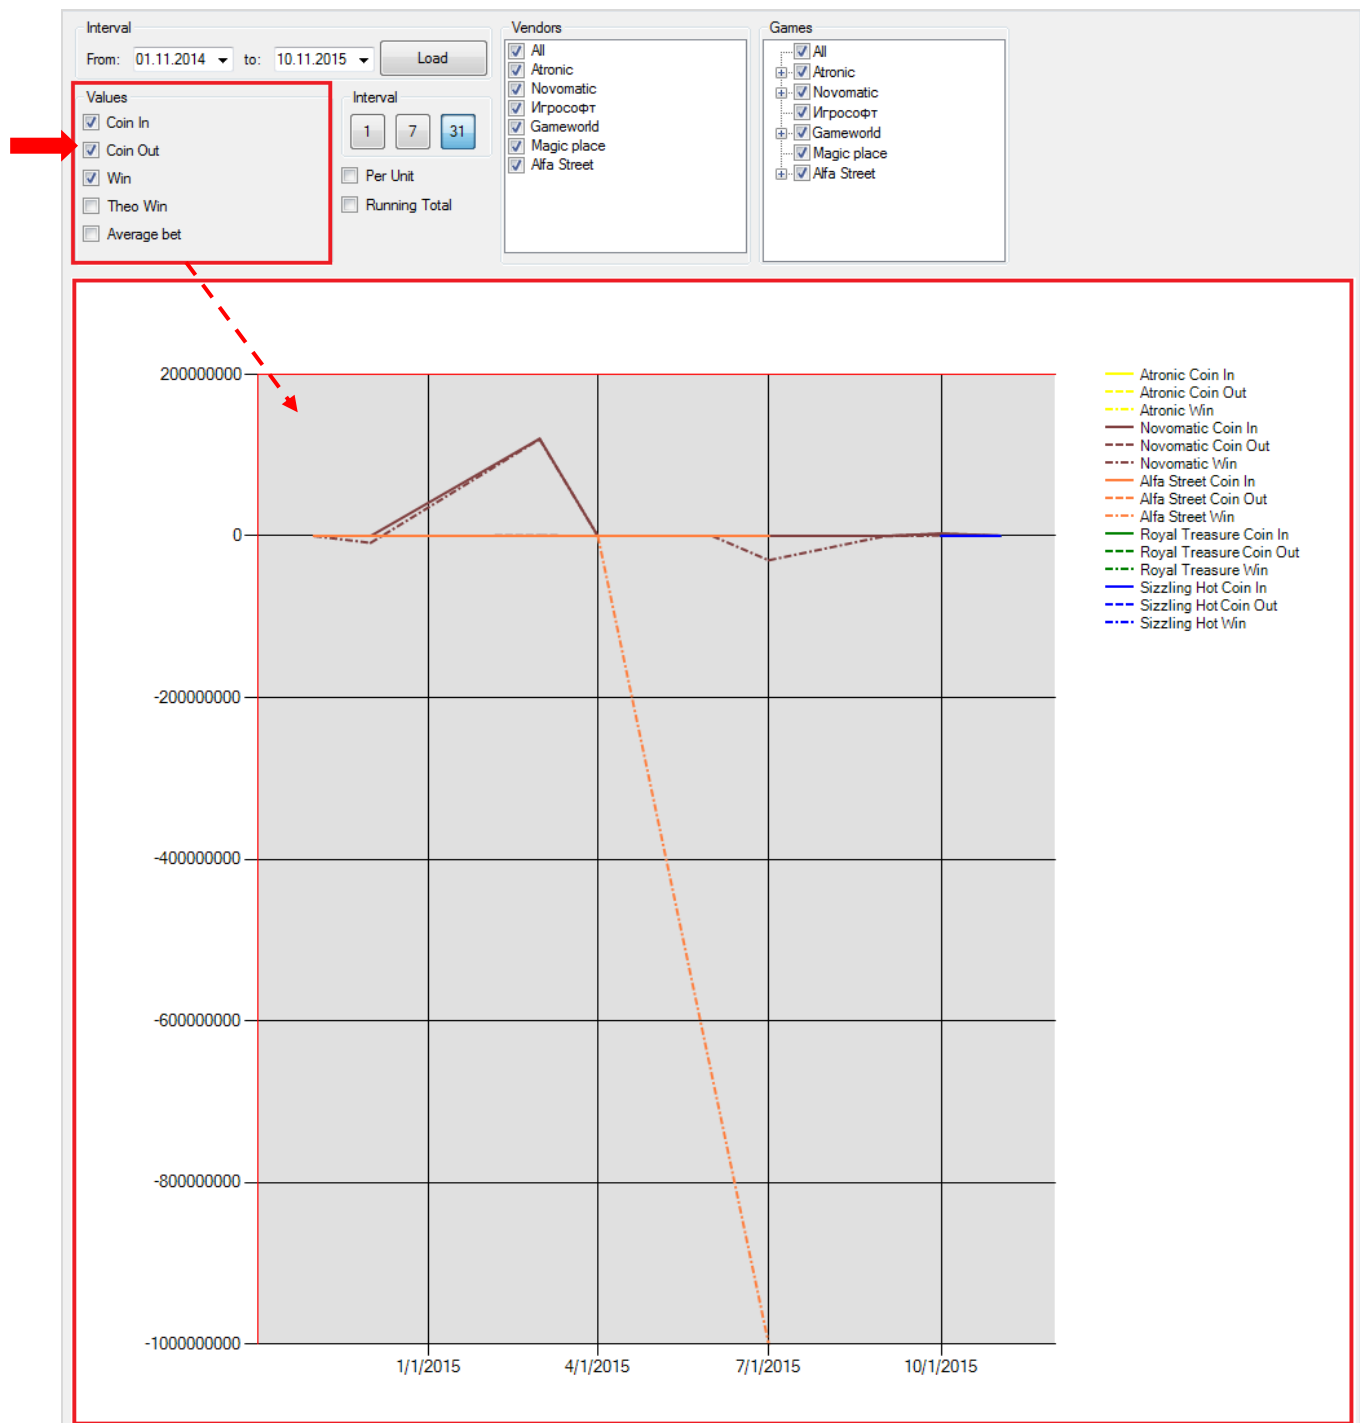 Interval
From: 01.11.2014 to: 10.11.2015 Load
Values
Coin In
Coin Out
Win
Theo Win
Average bet
Interval
1 7 31
Per Unit
Running Total
Vendors
All
Atronic
Novomatic
Игрософт
Gameworld
Magic place
Alfa Street
Games
All
Atronic
Novomatic
Игрософт
Gameworld
Magic place
Alfa Street
200000000
0
-200000000
-400000000
-600000000
-800000000
-1000000000
1/1/2015 4/1/2015 7/1/2015 10/1/2015
Atronic Coin In
Atronic Coin Out
Atronic Win
Novomatic Coin In
Novomatic Coin Out
Novomatic Win
Alfa Street Coin In
Alfa Street Coin Out
Alfa Street Win
Royal Treasure Coin In
Royal Treasure Coin Out
Royal Treasure Win
Sizzling Hot Coin In
Sizzling Hot Coin Out
Sizzling Hot Win